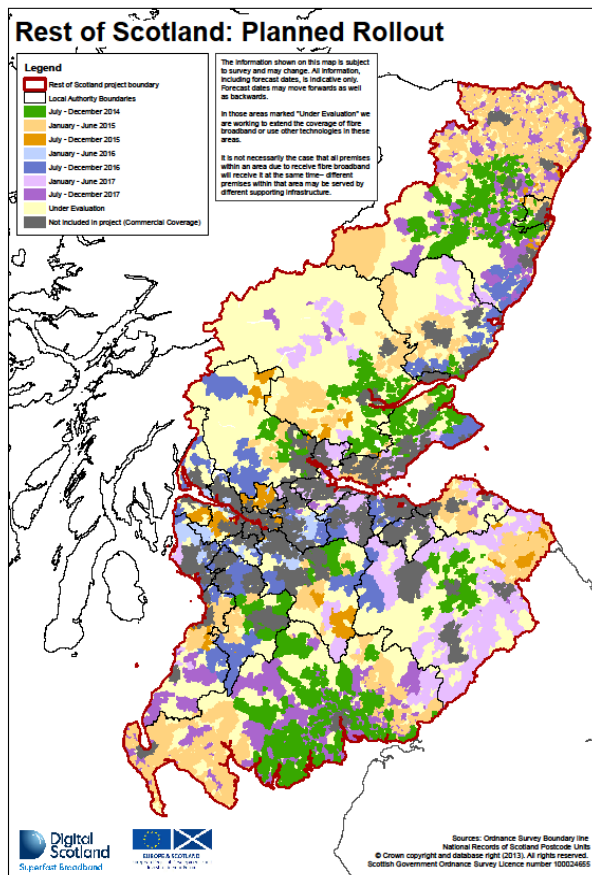 Rest of Scotland: Planned Rollout
Legend
Rest of Scotland project boundary
Local Authority Boundaries
July - December 2014
January - June 2015
July - December 2015
January - June 2016
July - December 2016
January - June 2017
July - December 2017
Under Evaluation
Not Included in project (Commercial Coverage)
The information shown on this map is subject
to survey and may change. All information,
including forecast dates, is indicative only.
Forecast dates may move forwards as well
as backwards.
In those areas marked "Under Evaluation" we
are working to extend the coverage of fibre
broadband or use other technologies in these
areas.
It is not necessarily the case that all premises
within an area due to receive fibre broadband
will receive it at the same time– different
premises within that area may be served by
different supporting infrastructure.
Digital
Scotland
Superfast Broadband
EUROPE & SCOTLAND
Sources: Ordnance Survey Boundary line
National Records of Scotland Postcode Units
© Crown copyright and database right (2013). All rights reserved.
Scottish Government Ordnance Survey Licence number 100024655